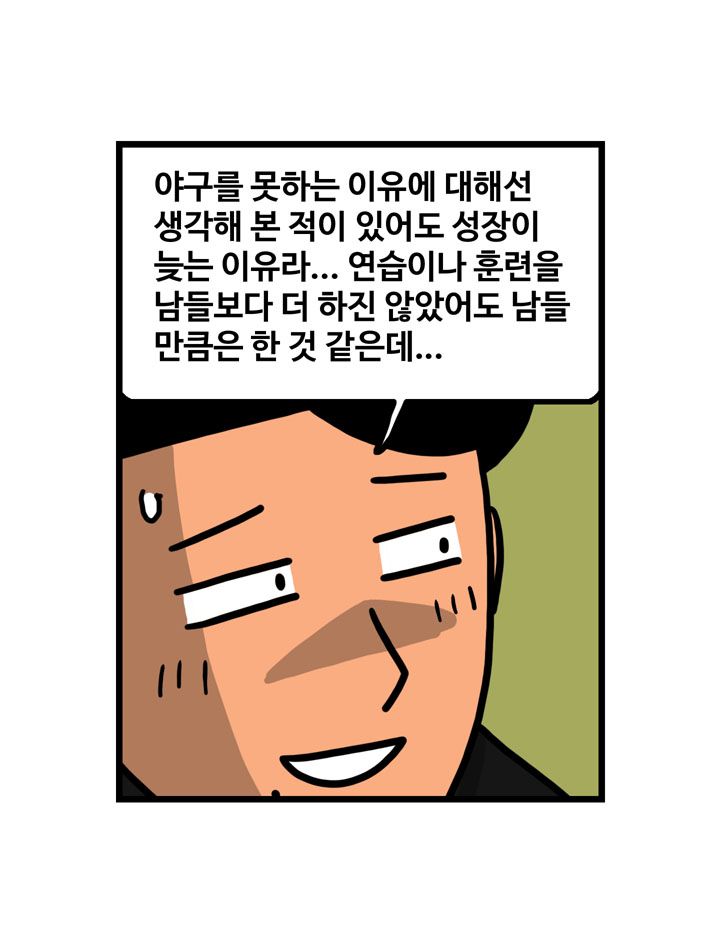 야구를 못하는 이유에 대해선
생각해 본 적이 있어도 성장이
늦는 이유라... 연습이나 훈련을
남들보다 더 하진 않았어도 남들
만큼은 한 것 같은데...